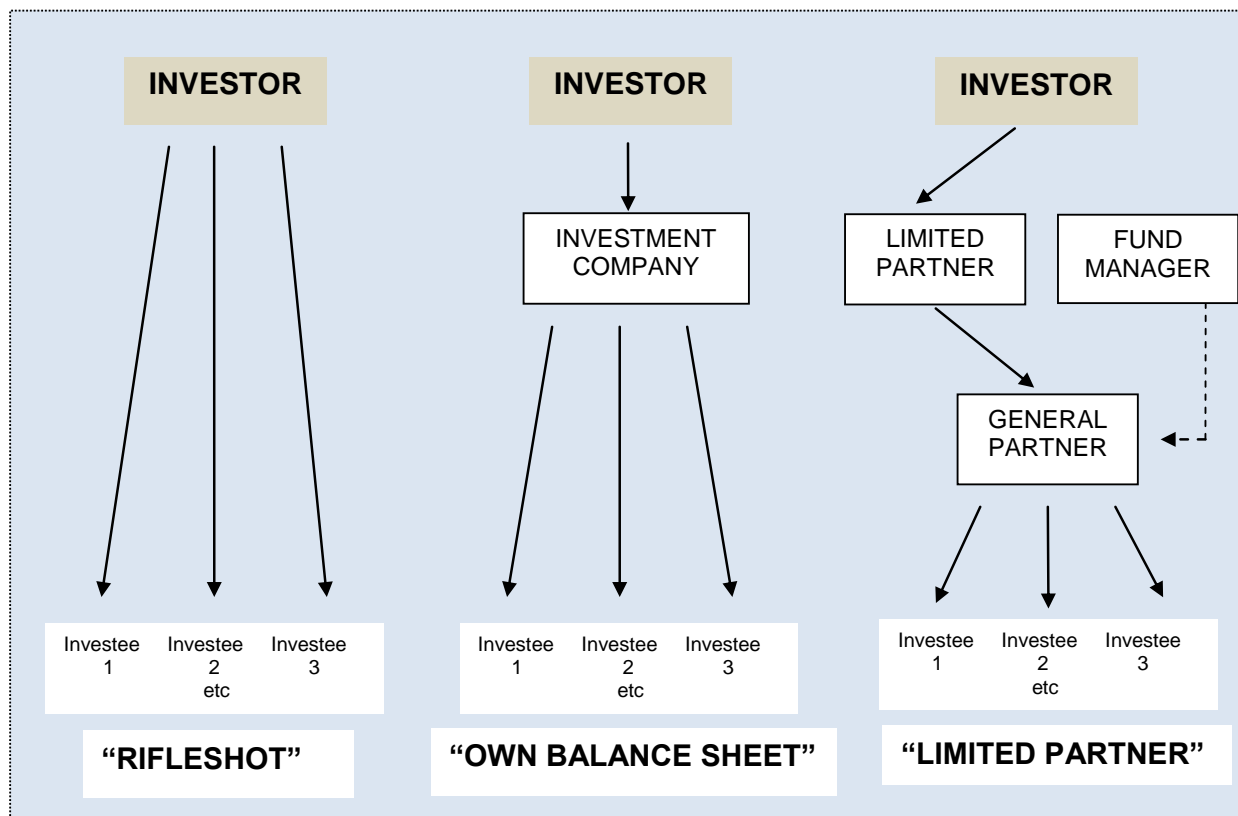 INVESTOR
INVESTOR
INVESTOR
INVESTMENT
COMPANY
LIMITED
PARTNER
FUND
MANAGER
GENERAL
PARTNER
Investee
1
Investee
2
etc
Investee
3
Investee
1
Investee
2
etc
Investee
3
Investee
1
Investee
2
etc
Investee
3
“RIFLESHOT”
“OWN BALANCE SHEET”
“LIMITED PARTNER”